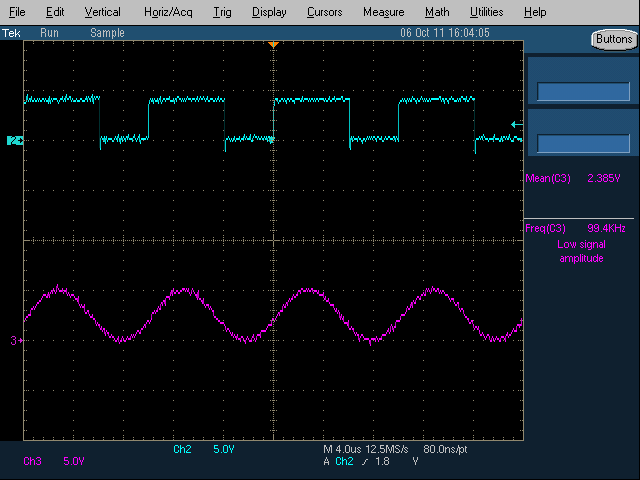 File Edit Vertical Horiz/Acq Trig Display Cursors Measure Math Utilities Help
Tek Run Sample 06 Oct 11 16:04:05
Buttons
2
Mean(C3) 2.385V
Freq(C3) 99.4KHz
Low signal
amplitude
3
Ch2 5.0V M 4.0us 12.5MS/s 80.0ns/pt
Ch3 5.0V A Ch2 ∕ 1.8 V